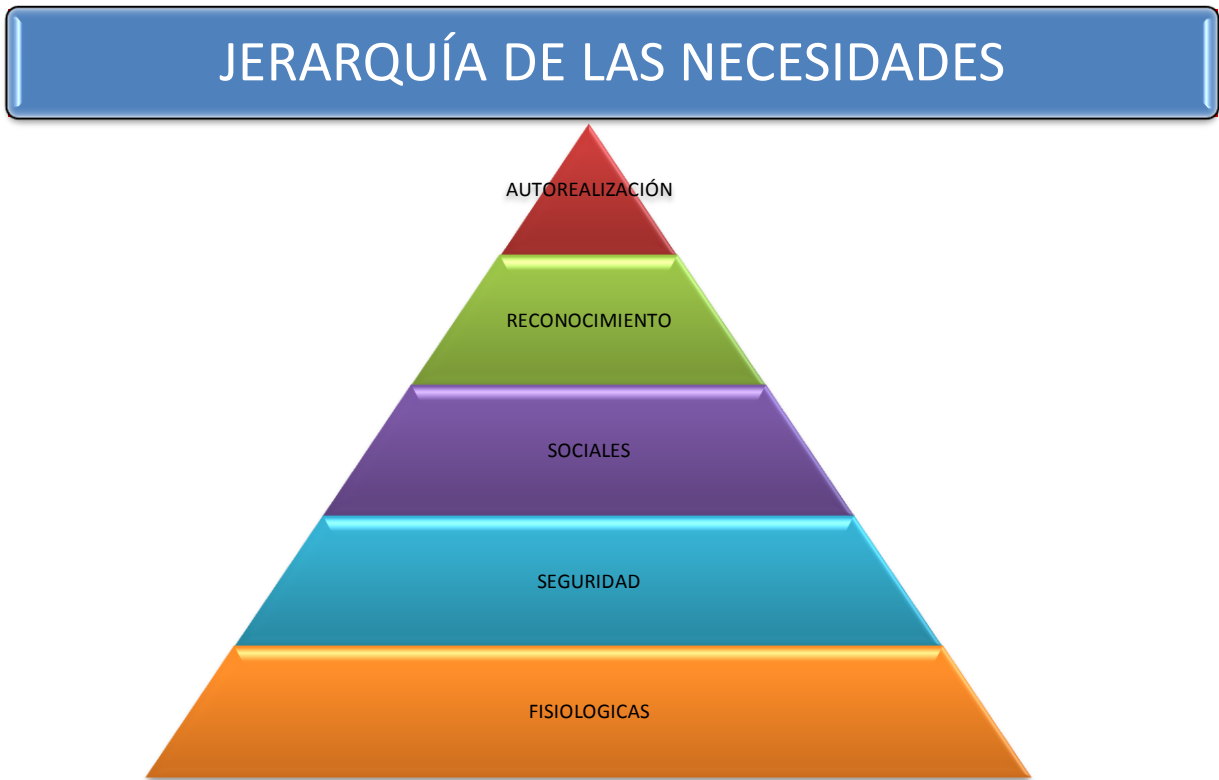 JERARQUÍA DE LAS NECESIDADES
AUTOREALIZACIÓN
RECONOCIMIENTO
SOCIALES
SEGURIDAD
FISIOLOGICAS